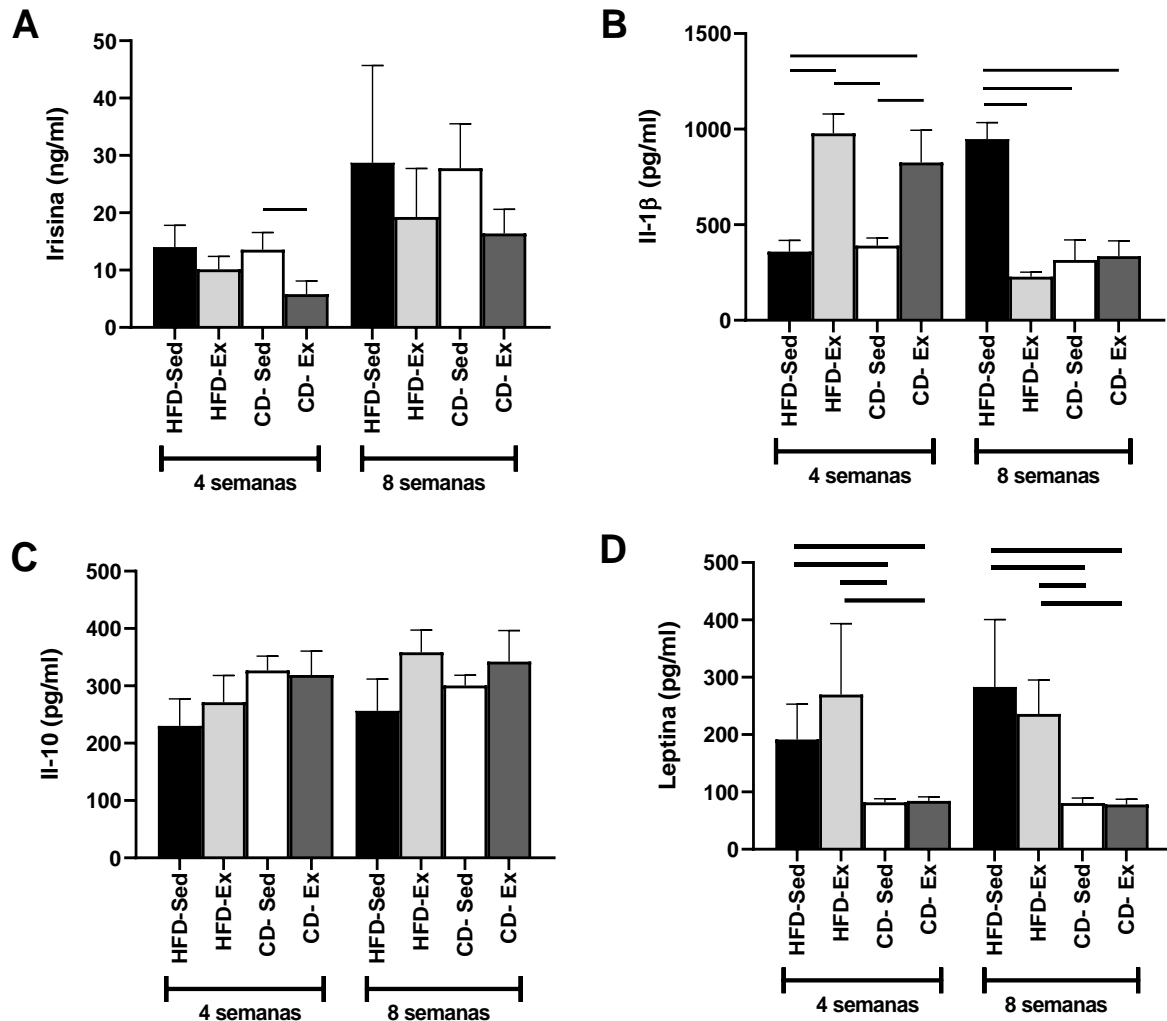 A
Irisina (ng/ml)
50
40
30
20
10
0
HFD-Sed
HFD-Ex
CD- Sed
CD- Ex
HFD-Sed
HFD-Ex
CD- Sed
CD- Ex
4 semanas
8 semanas
B
Il-1β (pg/ml)
1500
1000
500
0
HFD-Sed
HFD-Ex
CD- Sed
CD- Ex
HFD-Sed
HFD-Ex
CD- Sed
CD- Ex
4 semanas
8 semanas
C
Il-10 (pg/ml)
500
400
300
200
100
0
HFD-Sed
HFD-Ex
CD- Sed
CD- Ex
HFD-Sed
HFD-Ex
CD- Sed
CD- Ex
4 semanas
8 semanas
D
Leptina (pg/ml)
500
400
300
200
100
0
HFD-Sed
HFD-Ex
CD- Sed
CD- Ex
HFD-Sed
HFD-Ex
CD- Sed
CD- Ex
4 semanas
8 semanas